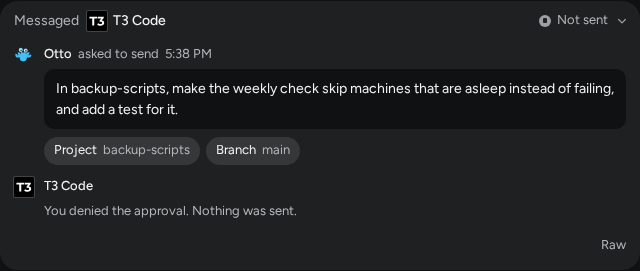 Messaged T3 T3 Code Not sent
Otto asked to send 5:38 PM
In backup-scripts, make the weekly check skip machines that are asleep instead of failing,
and add a test for it.
Project backup-scripts Branch main
T3 T3 Code
You denied the approval. Nothing was sent.
Raw